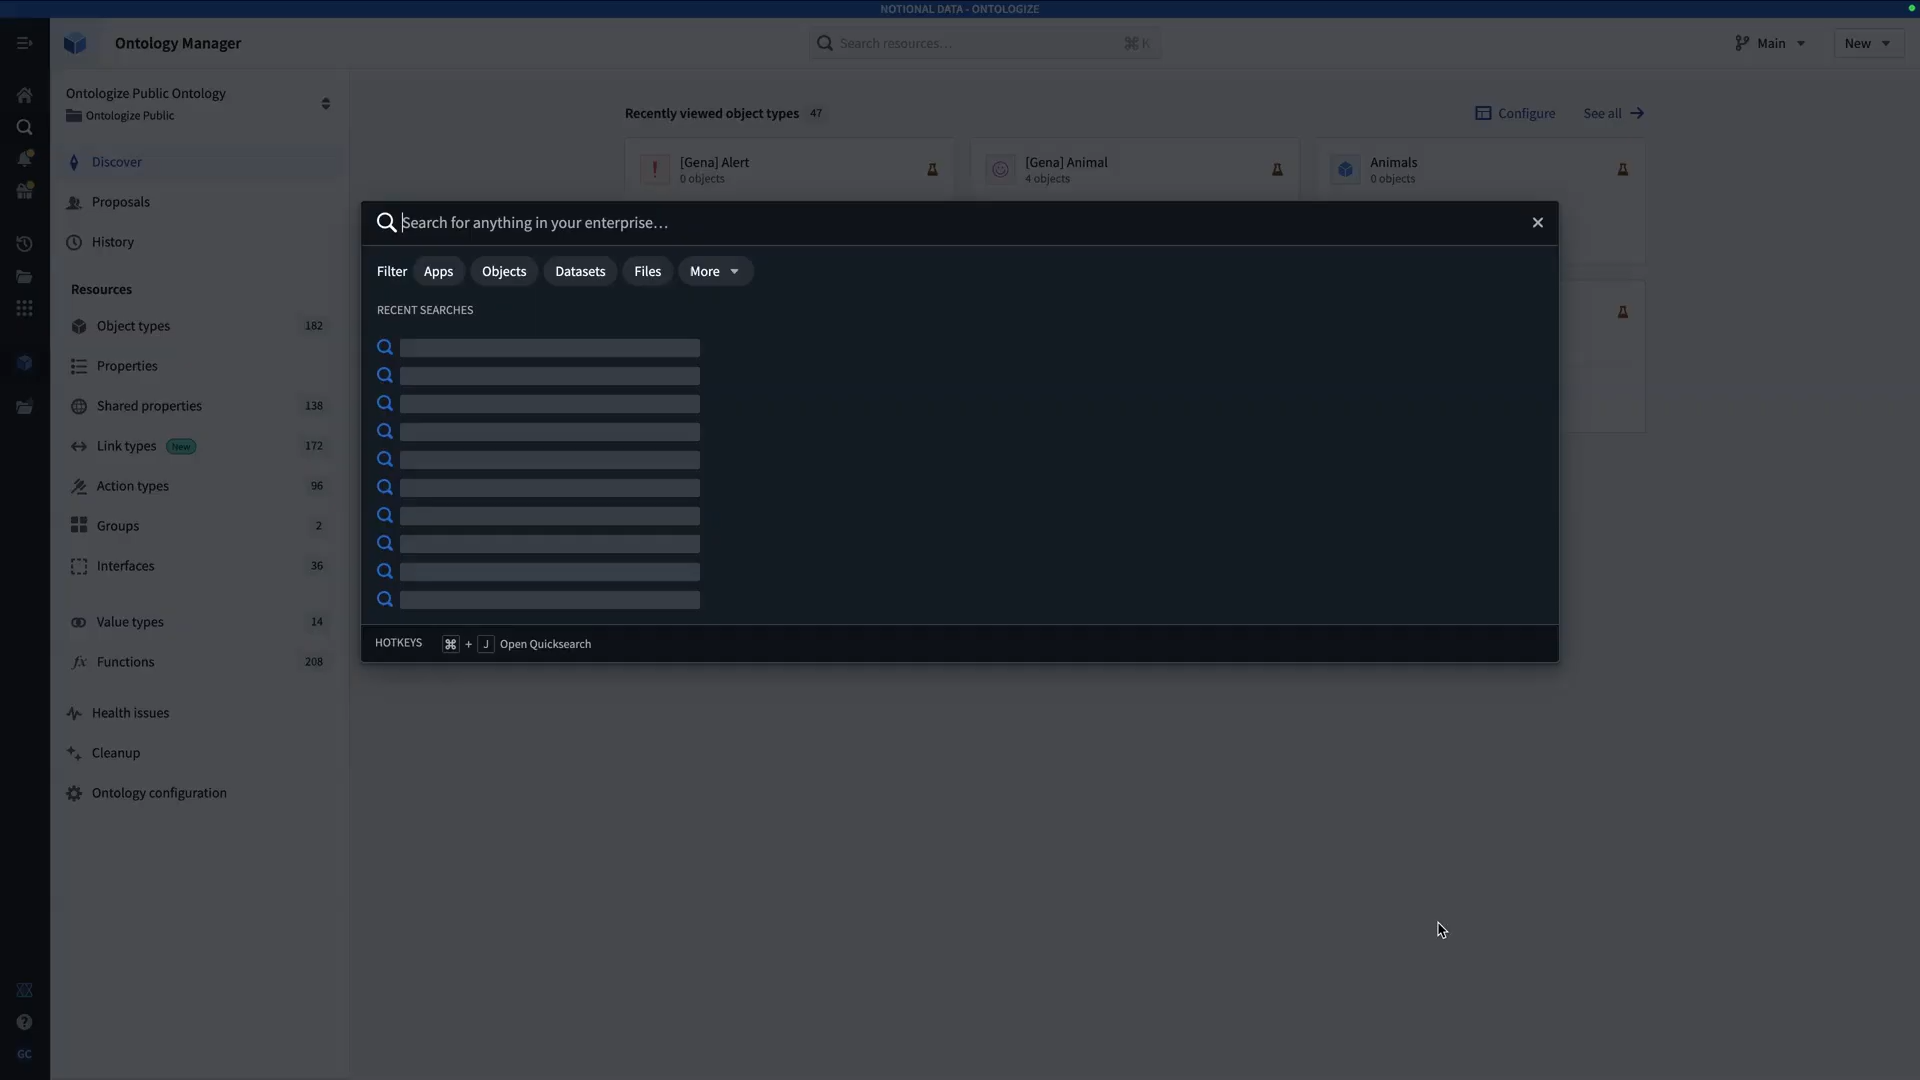 NOTIONAL DATA - ONTOLOGIZE
Ontology Manager
Search resources…
⌘K
Main
New
Ontologize Public Ontology
Ontologize Public
Discover
Proposals
History
Resources
Object types 182
Properties
Shared properties 138
Link types New 172
Action types 96
Groups 2
Interfaces 36
Value types 14
Functions 208
Health issues
Cleanup
Ontology configuration
GC
Recently viewed object types 47
Configure
See all
[Gena] Alert
0 objects
[Gena] Animal
4 objects
Animals
0 objects
Search for anything in your enterprise…
Filter Apps Objects Datasets Files More
RECENT SEARCHES
HOTKEYS ⌘ + J Open Quicksearch